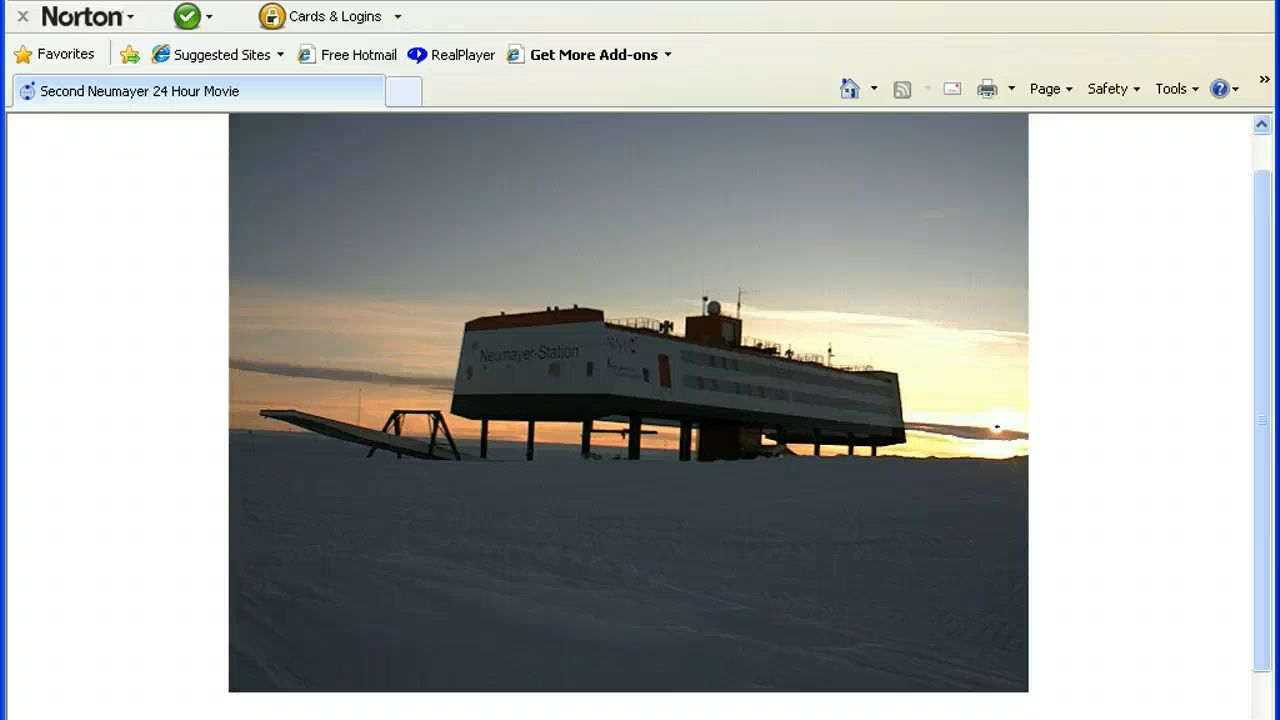 Norton
Cards & Logins
Favorites Suggested Sites Free Hotmail RealPlayer Get More Add-ons
Second Neumayer 24 Hour Movie Page Safety Tools
Neumayer-Station
AWI